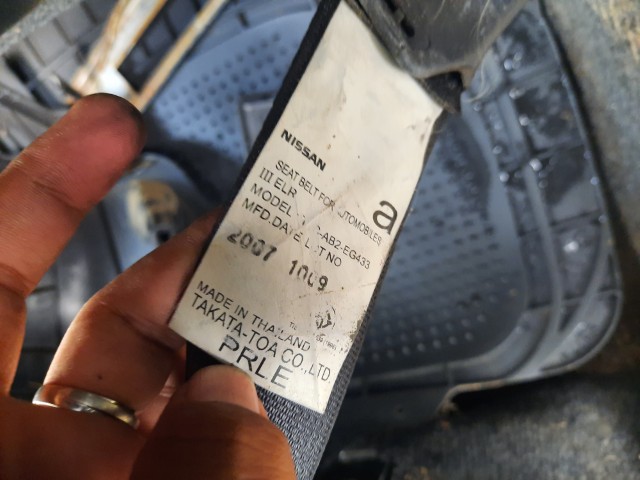 NISSAN
SEAT BELT FOR AUTOMOBILES
III ELR
a
MODEL -AB2-EG433
MFD.DATE LOT NO
2007 1009
MADE IN THAILAND
TAKATA-TOA CO.,LTD.
PRLE